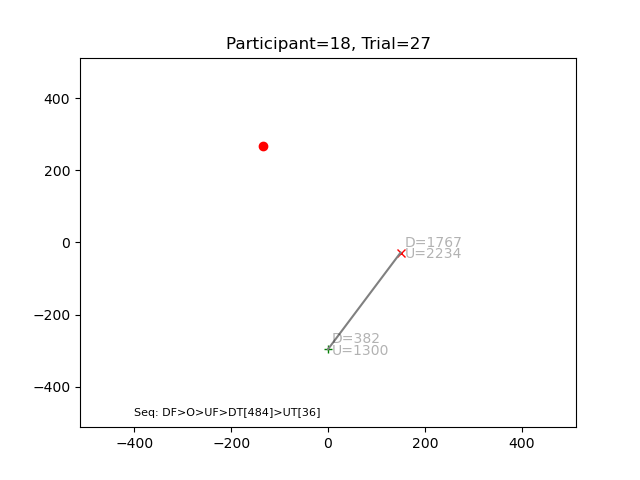 Participant=18, Trial=27
400
200
0
−200
−400
D=1767
U=2234
D=382
U=1300
Seq: DF>O>UF>DT[484]>UT[36]
−400 −200 0 200 400